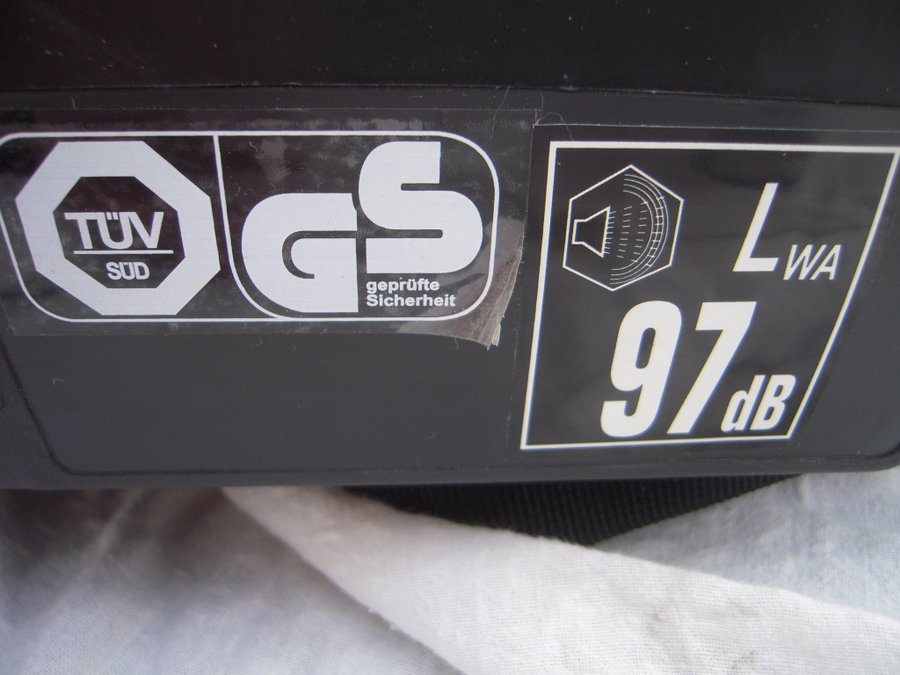 TÜV
SÜD
GS
geprüfte
Sicherheit
LWA
97dB